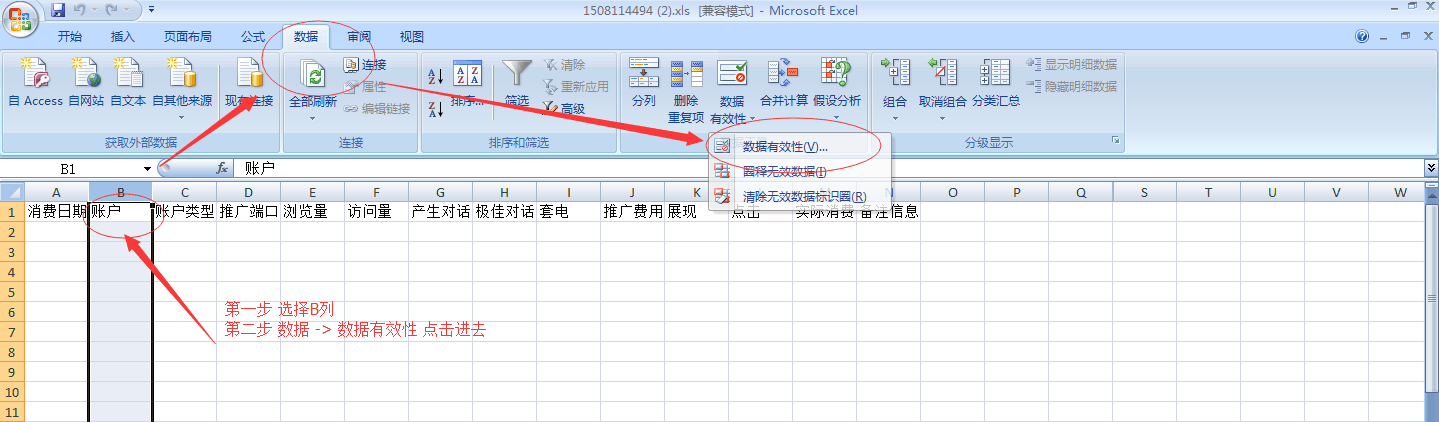 1508114494 (2).xls [兼容模式] - Microsoft Excel
开始 插入 页面布局 公式 数据 审阅 视图
自 Access 自网站 自文本 自其他来源 现有连接 全部刷新 连接 属性 编辑链接 排序... 筛选 清除 重新应用 高级 分列 删除 重复项 数据 有效性 合并计算 假设分析 组合 取消组合 分类汇总 显示明细数据 隐藏明细数据
获取外部数据 连接 排序和筛选 分级显示
数据有效性(V)...
圈释无效数据(I)
清除无效数据标识圈(R)
B1 fx 账户
A B C D E F G H I J K N O P Q R S T U V W
1 消费日期 账户 账户类型 推广端口 浏览量 访问量 产生对话 极佳对话 套电 推广费用 展现 点击 实际消费 备注信息
2
3
4
5
6
7
8
9
10
11
第一步 选择B列
第二步 数据 -> 数据有效性 点击进去